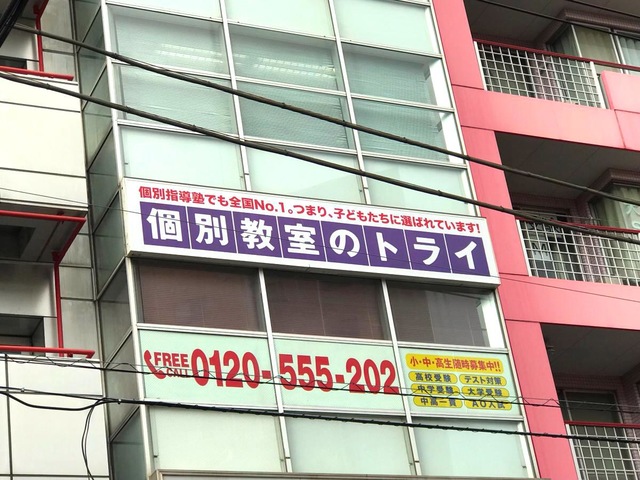 個別指導塾でも全国No.1。つまり、子どもたちに選ばれています!
個別教室のトライ
FREE CALL 0120-555-202
小・中・高生随時募集中!!
高校受験 テスト対策
中学受験 大学受験
中高一貫 AO入試